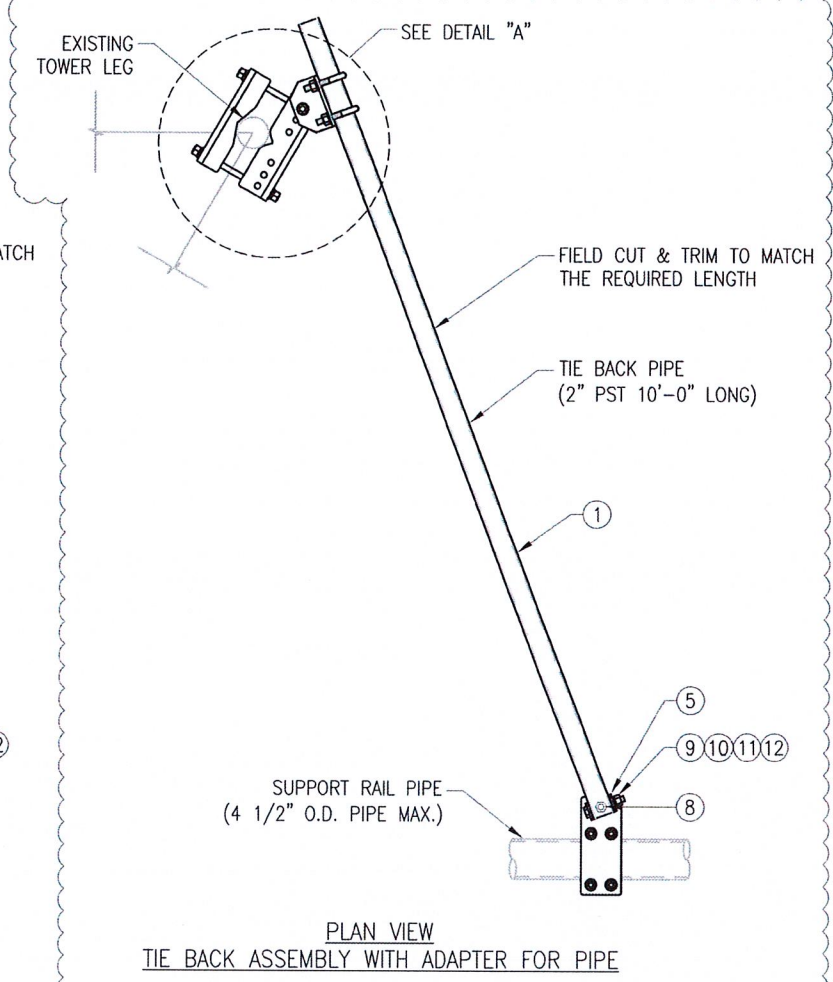 EXISTING
TOWER LEG
SEE DETAIL "A"
ATCH
FIELD CUT & TRIM TO MATCH
THE REQUIRED LENGTH
TIE BACK PIPE
(2" PST 10'-0" LONG)
1
5
9 10 11 12
8
2
SUPPORT RAIL PIPE
(4 1/2" O.D. PIPE MAX.)
PLAN VIEW
TIE BACK ASSEMBLY WITH ADAPTER FOR PIPE